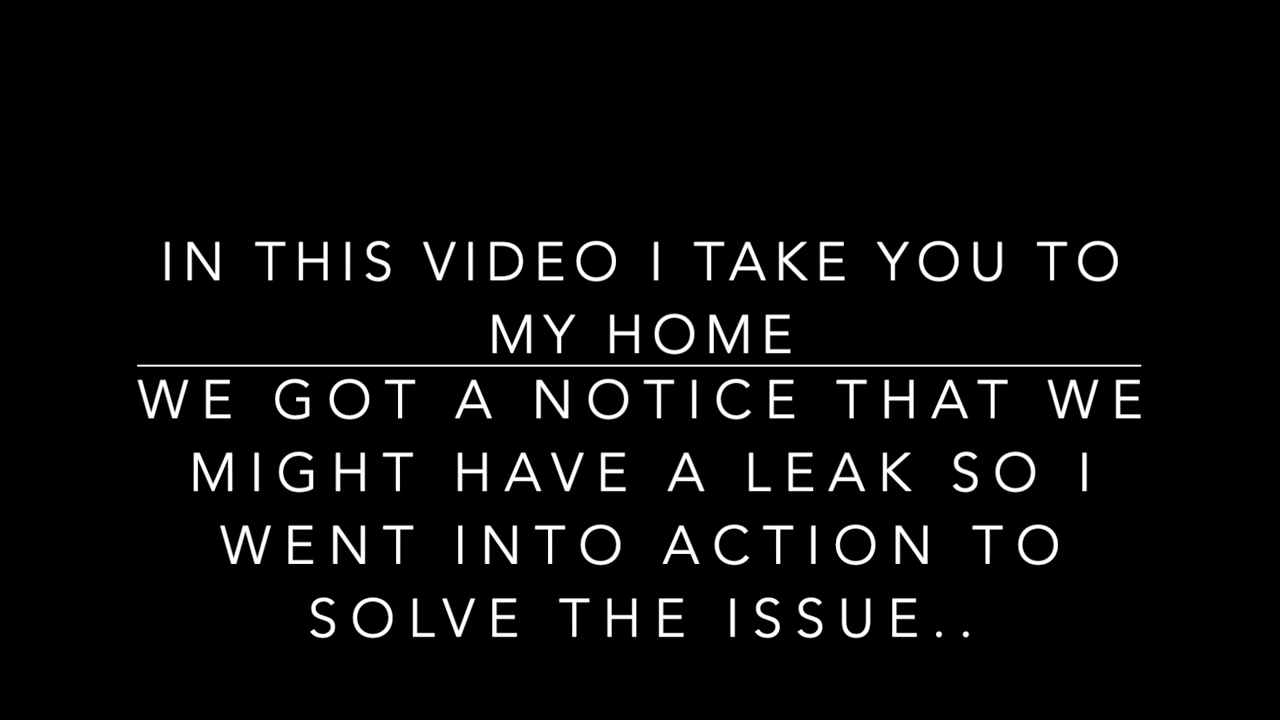 IN THIS VIDEO I TAKE YOU TO
MY HOME
WE GOT A NOTICE THAT WE
MIGHT HAVE A LEAK SO I
WENT INTO ACTION TO
SOLVE THE ISSUE..